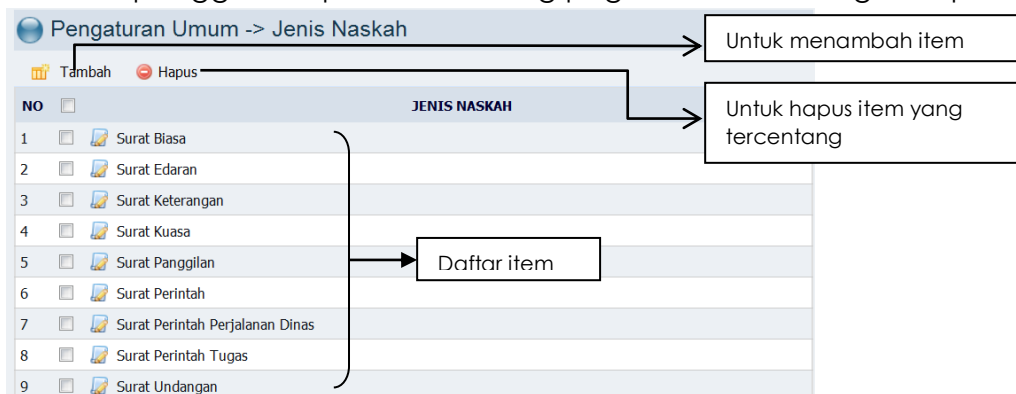 Pengaturan Umum -> Jenis Naskah
Untuk menambah item
Tambah Hapus
Untuk hapus item yang
tercentang
NO JENIS NASKAH
1 Surat Biasa
2 Surat Edaran
3 Surat Keterangan
4 Surat Kuasa
5 Surat Panggilan
Daftar item
6 Surat Perintah
7 Surat Perintah Perjalanan Dinas
8 Surat Perintah Tugas
9 Surat Undangan